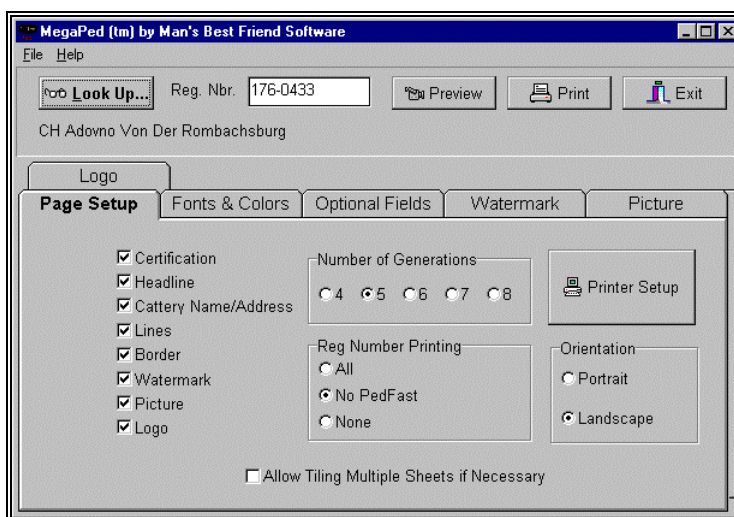 MegaPed (tm) by Man's Best Friend Software
File Help
Look Up... Reg. Nbr. 176-0433 Preview Print Exit
CH Adovno Von Der Rombachsburg
Logo
Page Setup Fonts & Colors Optional Fields Watermark Picture
Certification
Headline
Cattery Name/Address
Lines
Border
Watermark
Picture
Logo
Number of Generations
4 5 6 7 8
Printer Setup
Reg Number Printing
All
No PedFast
None
Orientation
Portrait
Landscape
Allow Tiling Multiple Sheets if Necessary